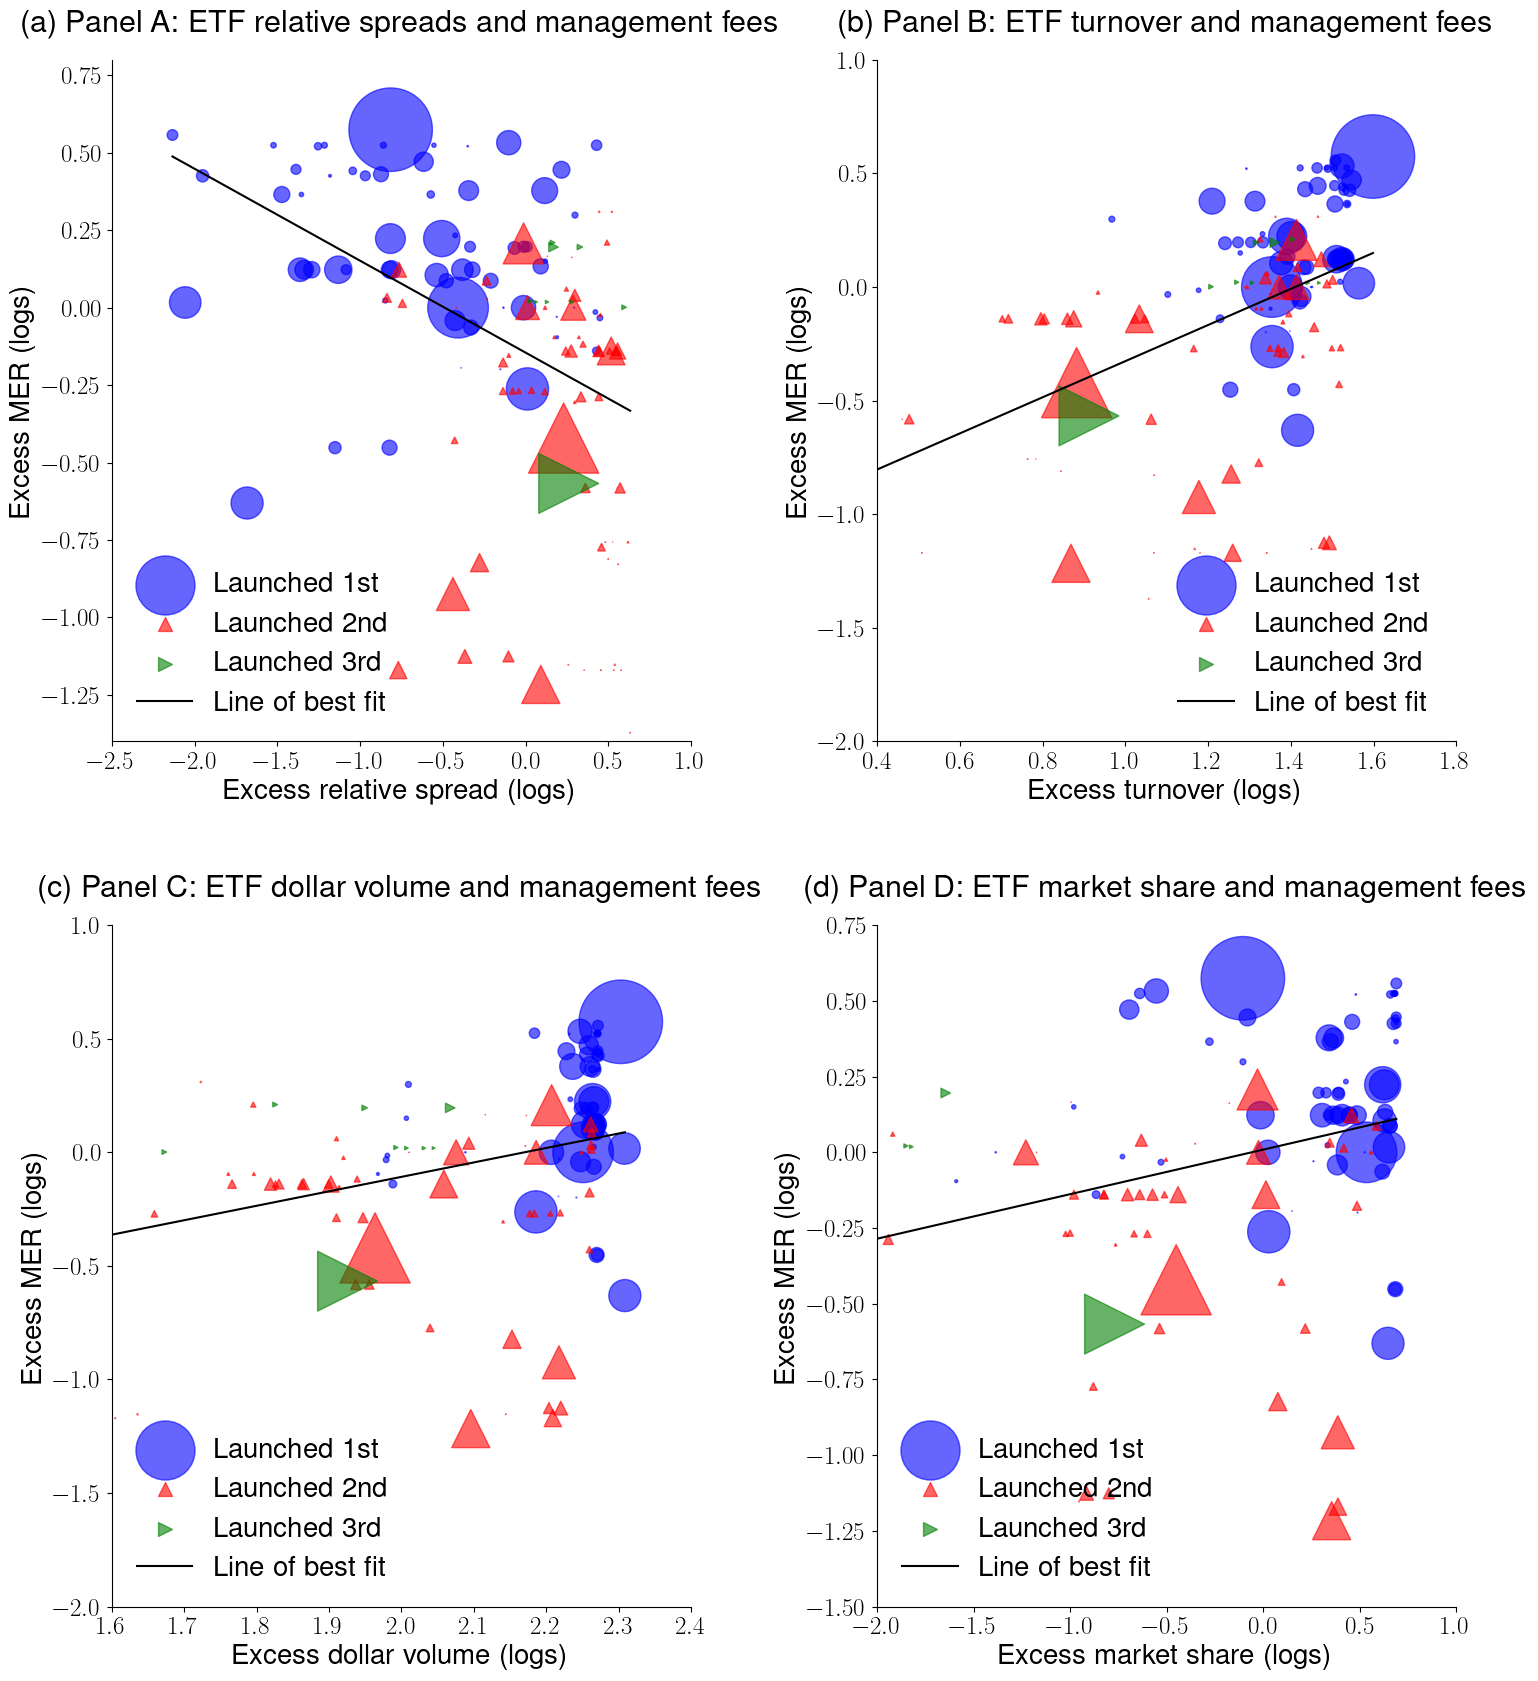 (a) Panel A: ETF relative spreads and management fees
0.75
0.50
0.25
0.00
−0.25
−0.50
−0.75
−1.00
−1.25
Excess MER (logs)
Launched 1st
Launched 2nd
Launched 3rd
Line of best fit
−2.5 −2.0 −1.5 −1.0 −0.5 0.0 0.5 1.0
Excess relative spread (logs)
(b) Panel B: ETF turnover and management fees
1.0
0.5
0.0
−0.5
−1.0
−1.5
−2.0
Excess MER (logs)
Launched 1st
Launched 2nd
Launched 3rd
Line of best fit
0.4 0.6 0.8 1.0 1.2 1.4 1.6 1.8
Excess turnover (logs)
(c) Panel C: ETF dollar volume and management fees
1.0
0.5
0.0
−0.5
−1.0
−1.5
−2.0
Excess MER (logs)
Launched 1st
Launched 2nd
Launched 3rd
Line of best fit
1.6 1.7 1.8 1.9 2.0 2.1 2.2 2.3 2.4
Excess dollar volume (logs)
(d) Panel D: ETF market share and management fees
0.75
0.50
0.25
0.00
−0.25
−0.50
−0.75
−1.00
−1.25
−1.50
Excess MER (logs)
Launched 1st
Launched 2nd
Launched 3rd
Line of best fit
−2.0 −1.5 −1.0 −0.5 0.0 0.5 1.0
Excess market share (logs)